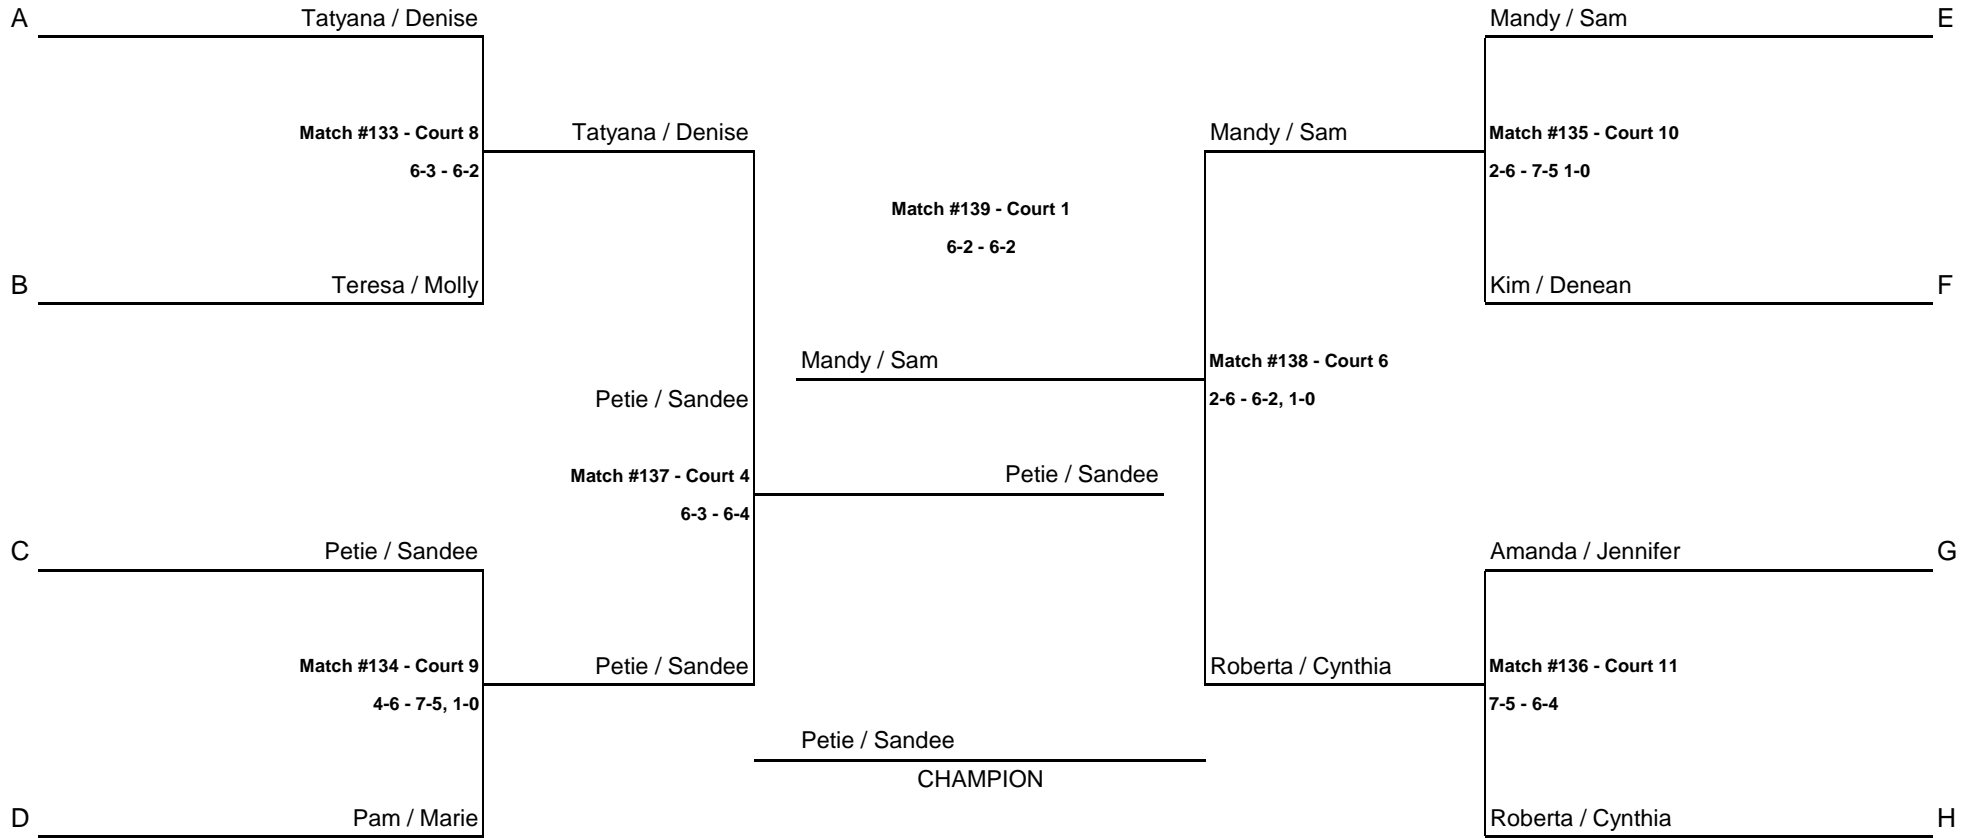 A
Tatyana / Denise
Mandy / Sam
E
Match #133 - Court 8
Tatyana / Denise
Mandy / Sam
Match #135 - Court 10
6-3 - 6-2
2-6 - 7-5 1-0
Match #139 - Court 1
6-2 - 6-2
B
Teresa / Molly
Kim / Denean
F
Mandy / Sam
Match #138 - Court 6
Petie / Sandee
2-6 - 6-2, 1-0
Match #137 - Court 4
Petie / Sandee
6-3 - 6-4
C
Petie / Sandee
Amanda / Jennifer
G
Match #134 - Court 9
Petie / Sandee
Roberta / Cynthia
Match #136 - Court 11
4-6 - 7-5, 1-0
7-5 - 6-4
Petie / Sandee
CHAMPION
D
Pam / Marie
Roberta / Cynthia
H